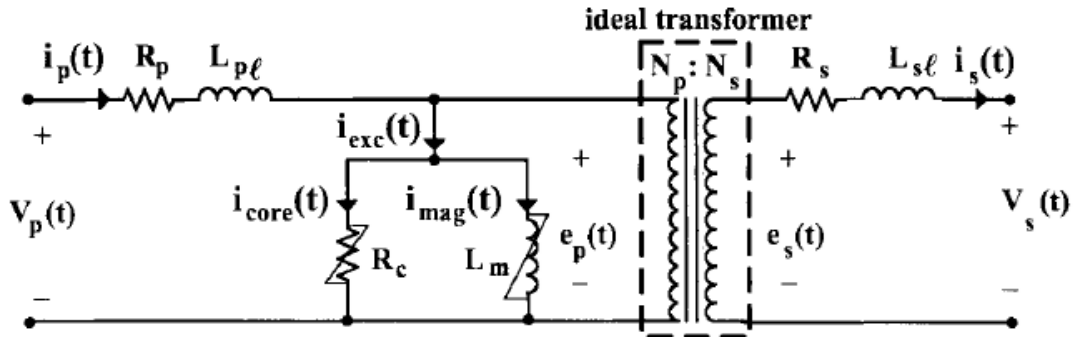 ideal transformer
i_p(t) R_p L_pℓ N_p : N_s R_s L_sℓ i_s(t)
+ i_exc(t) + + +
V_p(t) i_core(t) i_mag(t) e_p(t) e_s(t) V_s(t)
R_c L_m
− − − −